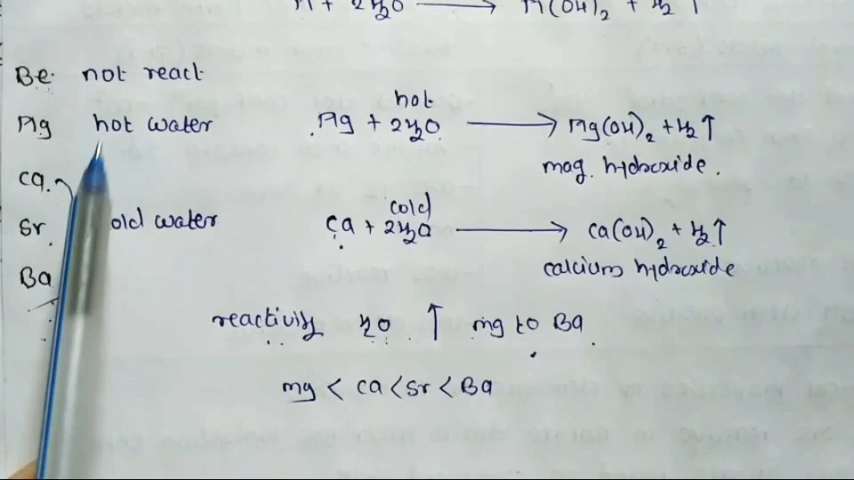 M + 2H₂O ⟶ M(OH)₂ + H₂↑
Be not react
Mg hot water Mg + 2H₂O (hot) ⟶ Mg(OH)₂ + H₂↑
mag. hydroxide.
Ca
Sr old water Ca + 2H₂O (cold) ⟶ Ca(OH)₂ + H₂↑
calcium hydroxide
Ba
reactivity H₂O ↑ mg to Ba
mg < Ca < Sr < Ba